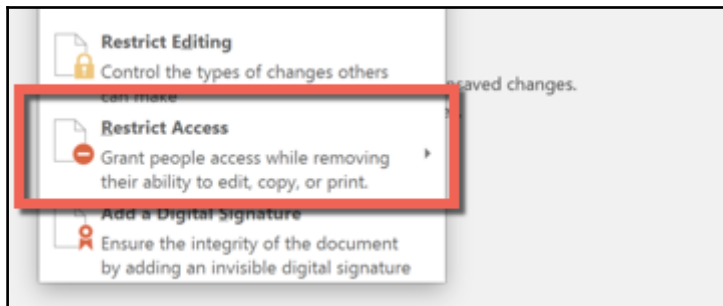 Restrict Editing
Control the types of changes others
can make
nsaved changes.
Restrict Access
Grant people access while removing
their ability to edit, copy, or print.
Add a Digital Signature
Ensure the integrity of the document
by adding an invisible digital signature